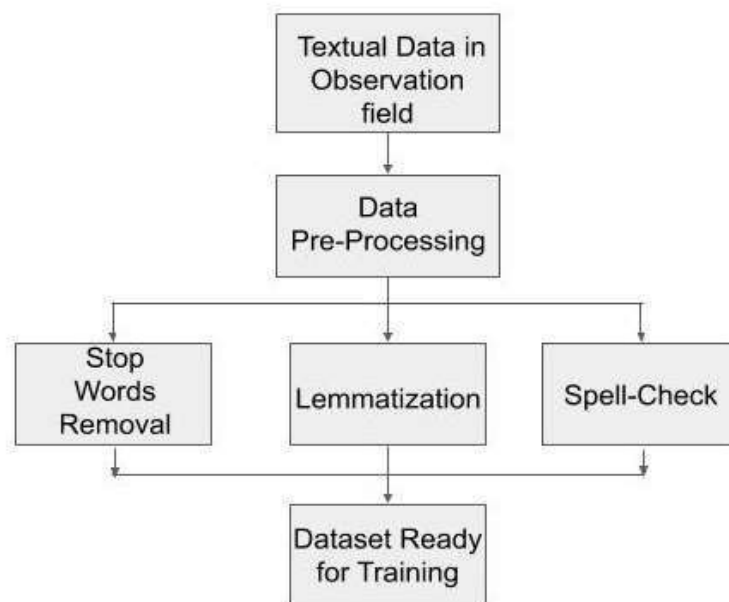 Textual Data in
Observation
field
Data
Pre-Processing
Stop
Words
Removal
Lemmatization
Spell-Check
Dataset Ready
for Training